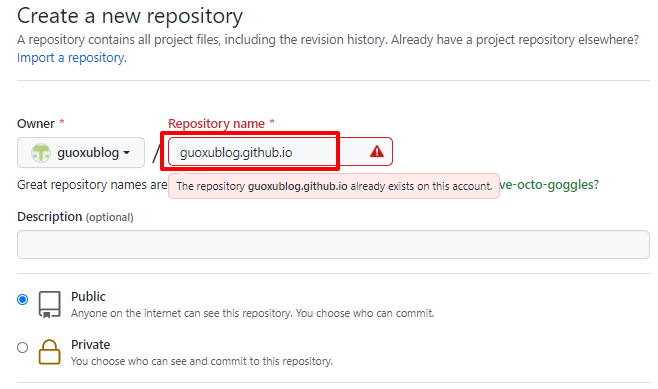 Create a new repository
A repository contains all project files, including the revision history. Already have a project repository elsewhere?
Import a repository.
Owner *
Repository name *
guoxublog
/
guoxublog.github.io
Great repository names are
ve-octo-goggles?
The repository guoxublog.github.io already exists on this account.
Description (optional)
Public
Anyone on the internet can see this repository. You choose who can commit.
Private
You choose who can see and commit to this repository.